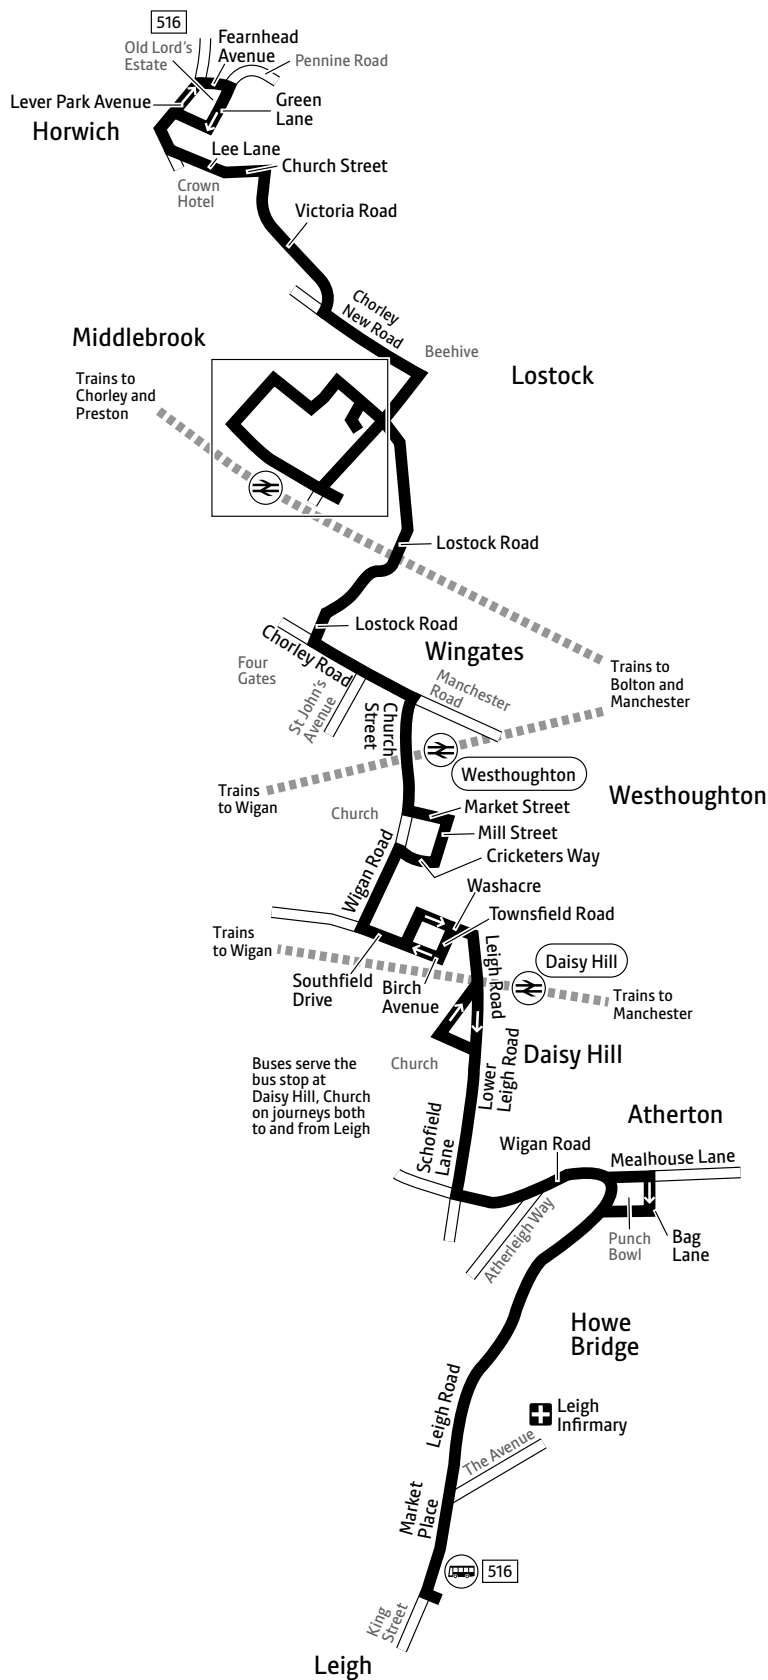 516
Old Lord's
Estate
Fearnhead
Avenue
Pennine Road
Lever Park Avenue
Green
Lane
Horwich
Lee Lane
Church Street
Crown
Hotel
Victoria Road
Chorley
New Road
Middlebrook
Beehive
Lostock
Trains to
Chorley and
Preston
Lostock Road
Lostock Road
Chorley Road
Wingates
Four
Gates
St John's
Avenue
Manchester
Road
Trains to
Bolton and
Manchester
Church
Street
Westhoughton
Trains
to Wigan
Westhoughton
Market Street
Church
Mill Street
Cricketers Way
Wigan Road
Washacre
Townsfield Road
Trains
to Wigan
Leigh Road
Daisy Hill
Southfield
Drive
Birch
Avenue
Trains to
Manchester
Daisy Hill
Buses serve the
bus stop at
Daisy Hill, Church
on journeys both
to and from Leigh
Church
Lower
Leigh Road
Atherton
Schofield
Lane
Wigan Road
Mealhouse Lane
Atherleigh Way
Punch
Bowl
Bag
Lane
Howe
Bridge
Leigh Road
Leigh
Infirmary
The Avenue
Market
Place
516
King
Street
Leigh